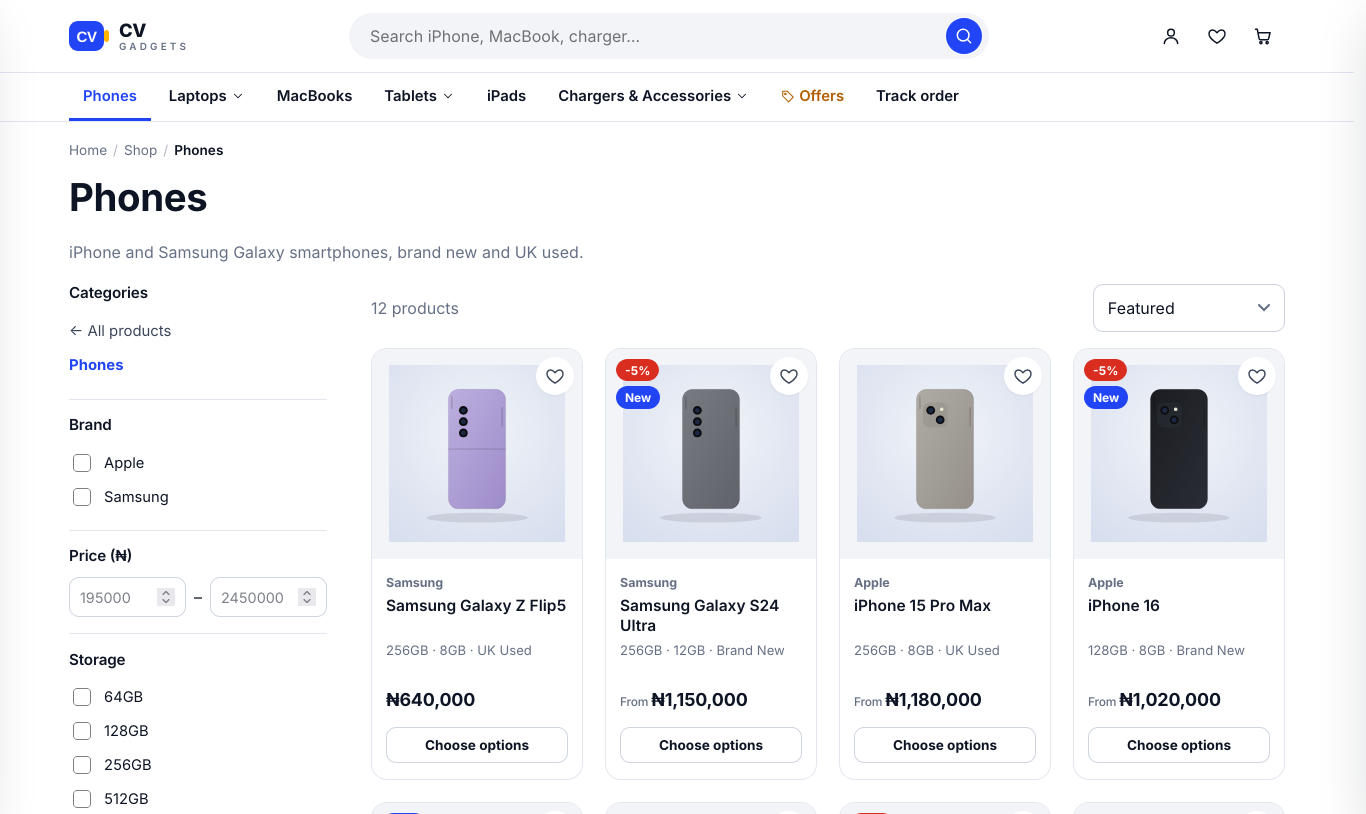 CV
CV
GADGETS
Search iPhone, MacBook, charger...
Phones
Laptops
MacBooks
Tablets
iPads
Chargers & Accessories
Offers
Track order
Home / Shop / Phones
Phones
iPhone and Samsung Galaxy smartphones, brand new and UK used.
Categories
← All products
Phones
Brand
Apple
Samsung
Price (₦)
195000 – 2450000
Storage
64GB
128GB
256GB
512GB
12 products
Featured
Samsung
Samsung Galaxy Z Flip5
256GB · 8GB · UK Used
₦640,000
Choose options
-5%
New
Samsung
Samsung Galaxy S24
Ultra
256GB · 12GB · Brand New
From ₦1,150,000
Choose options
Apple
iPhone 15 Pro Max
256GB · 8GB · UK Used
From ₦1,180,000
Choose options
-5%
New
Apple
iPhone 16
128GB · 8GB · Brand New
From ₦1,020,000
Choose options